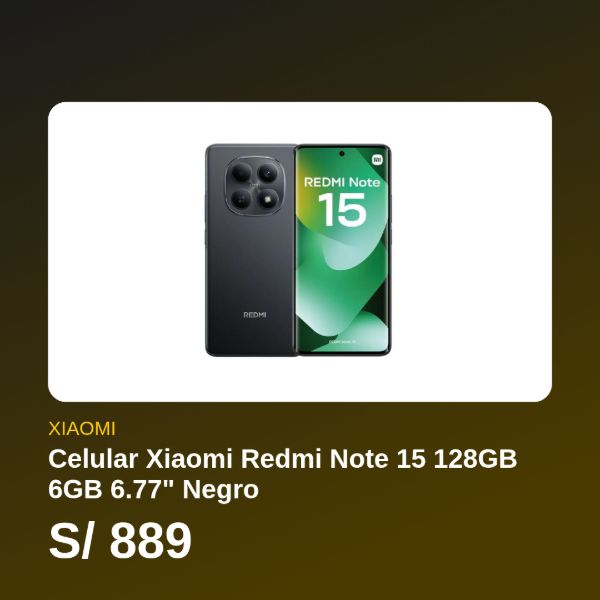 REDMI Note
15
REDMI
XIAOMI
Celular Xiaomi Redmi Note 15 128GB
6GB 6.77" Negro
S/ 889